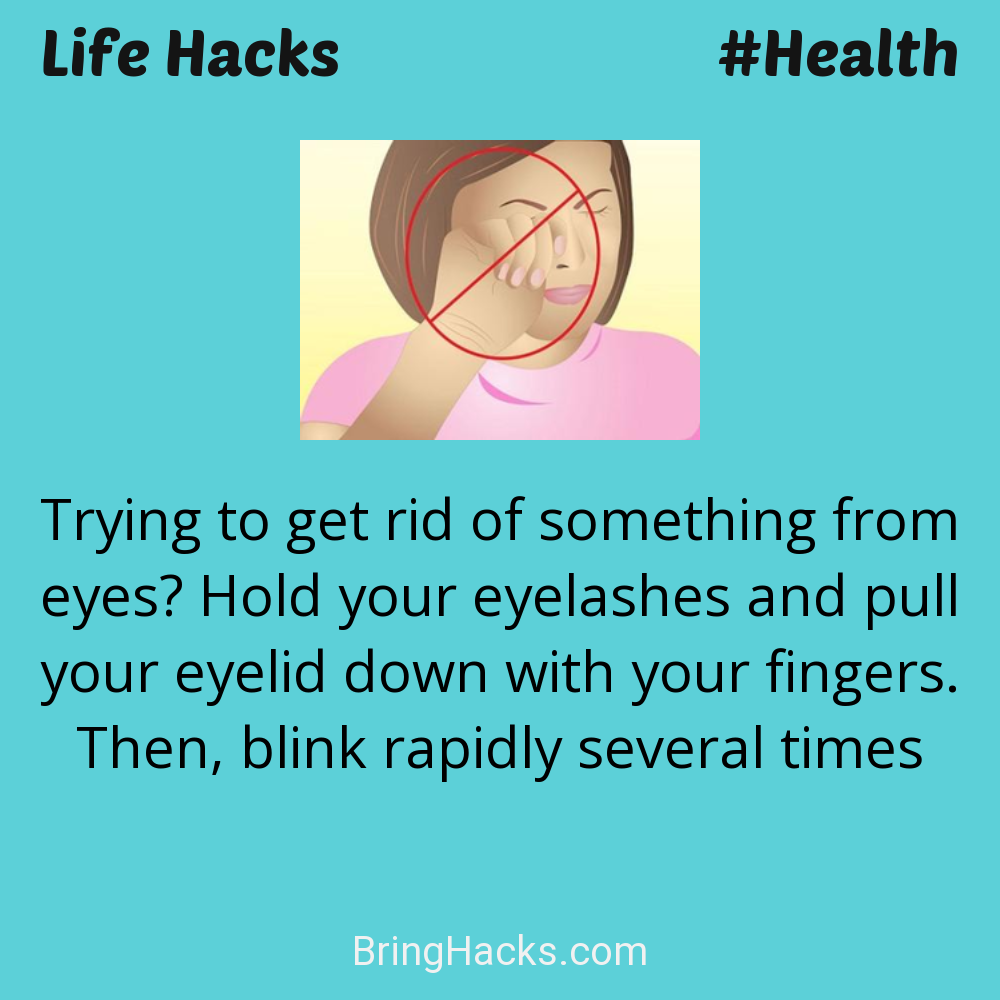 Life Hacks
#Health
Trying to get rid of something from
eyes? Hold your eyelashes and pull
your eyelid down with your fingers.
Then, blink rapidly several times
BringHacks.com